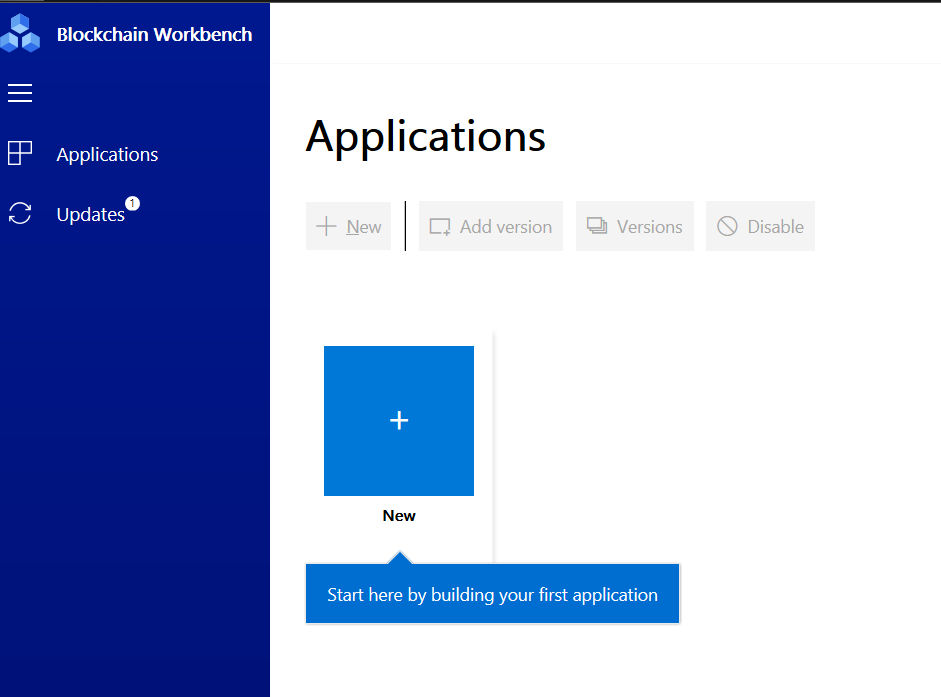 Blockchain Workbench
Applications
Updates
1
Applications
New
Add version
Versions
Disable
+
New
Start here by building your first application